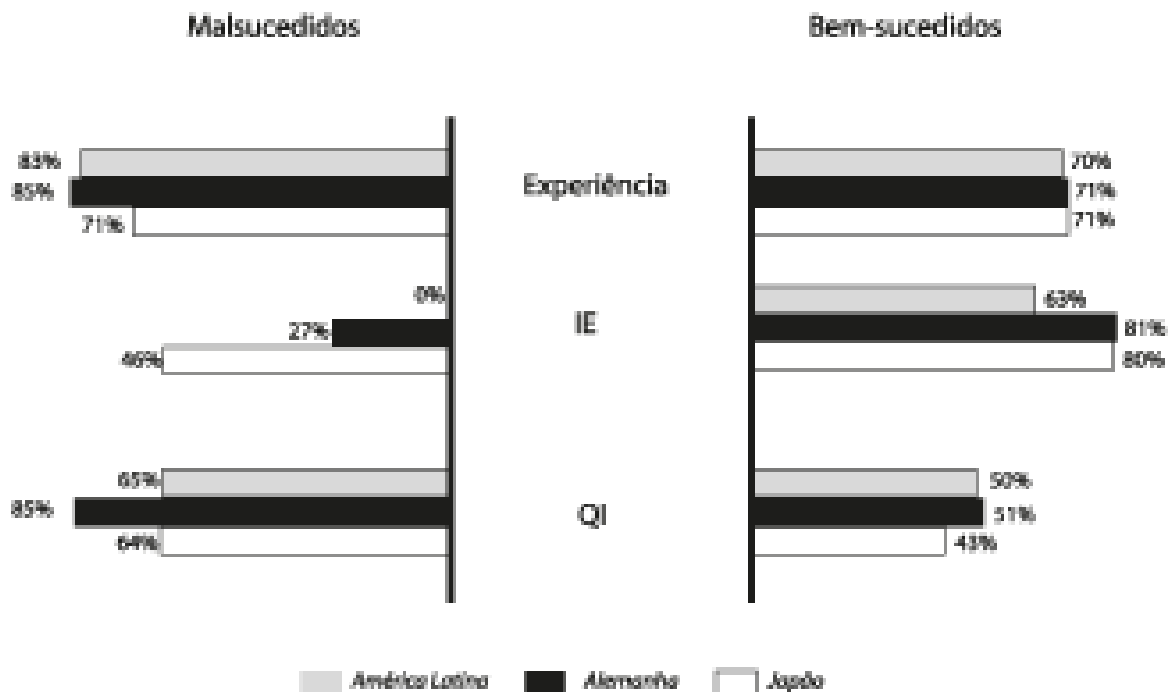 Malsucedidos
Bem-sucedidos
83%
85%
71%
Experiência
70%
71%
71%
0%
27%
46%
IE
63%
81%
80%
65%
85%
64%
QI
50%
51%
43%
América Latina
Alemanha
Japão